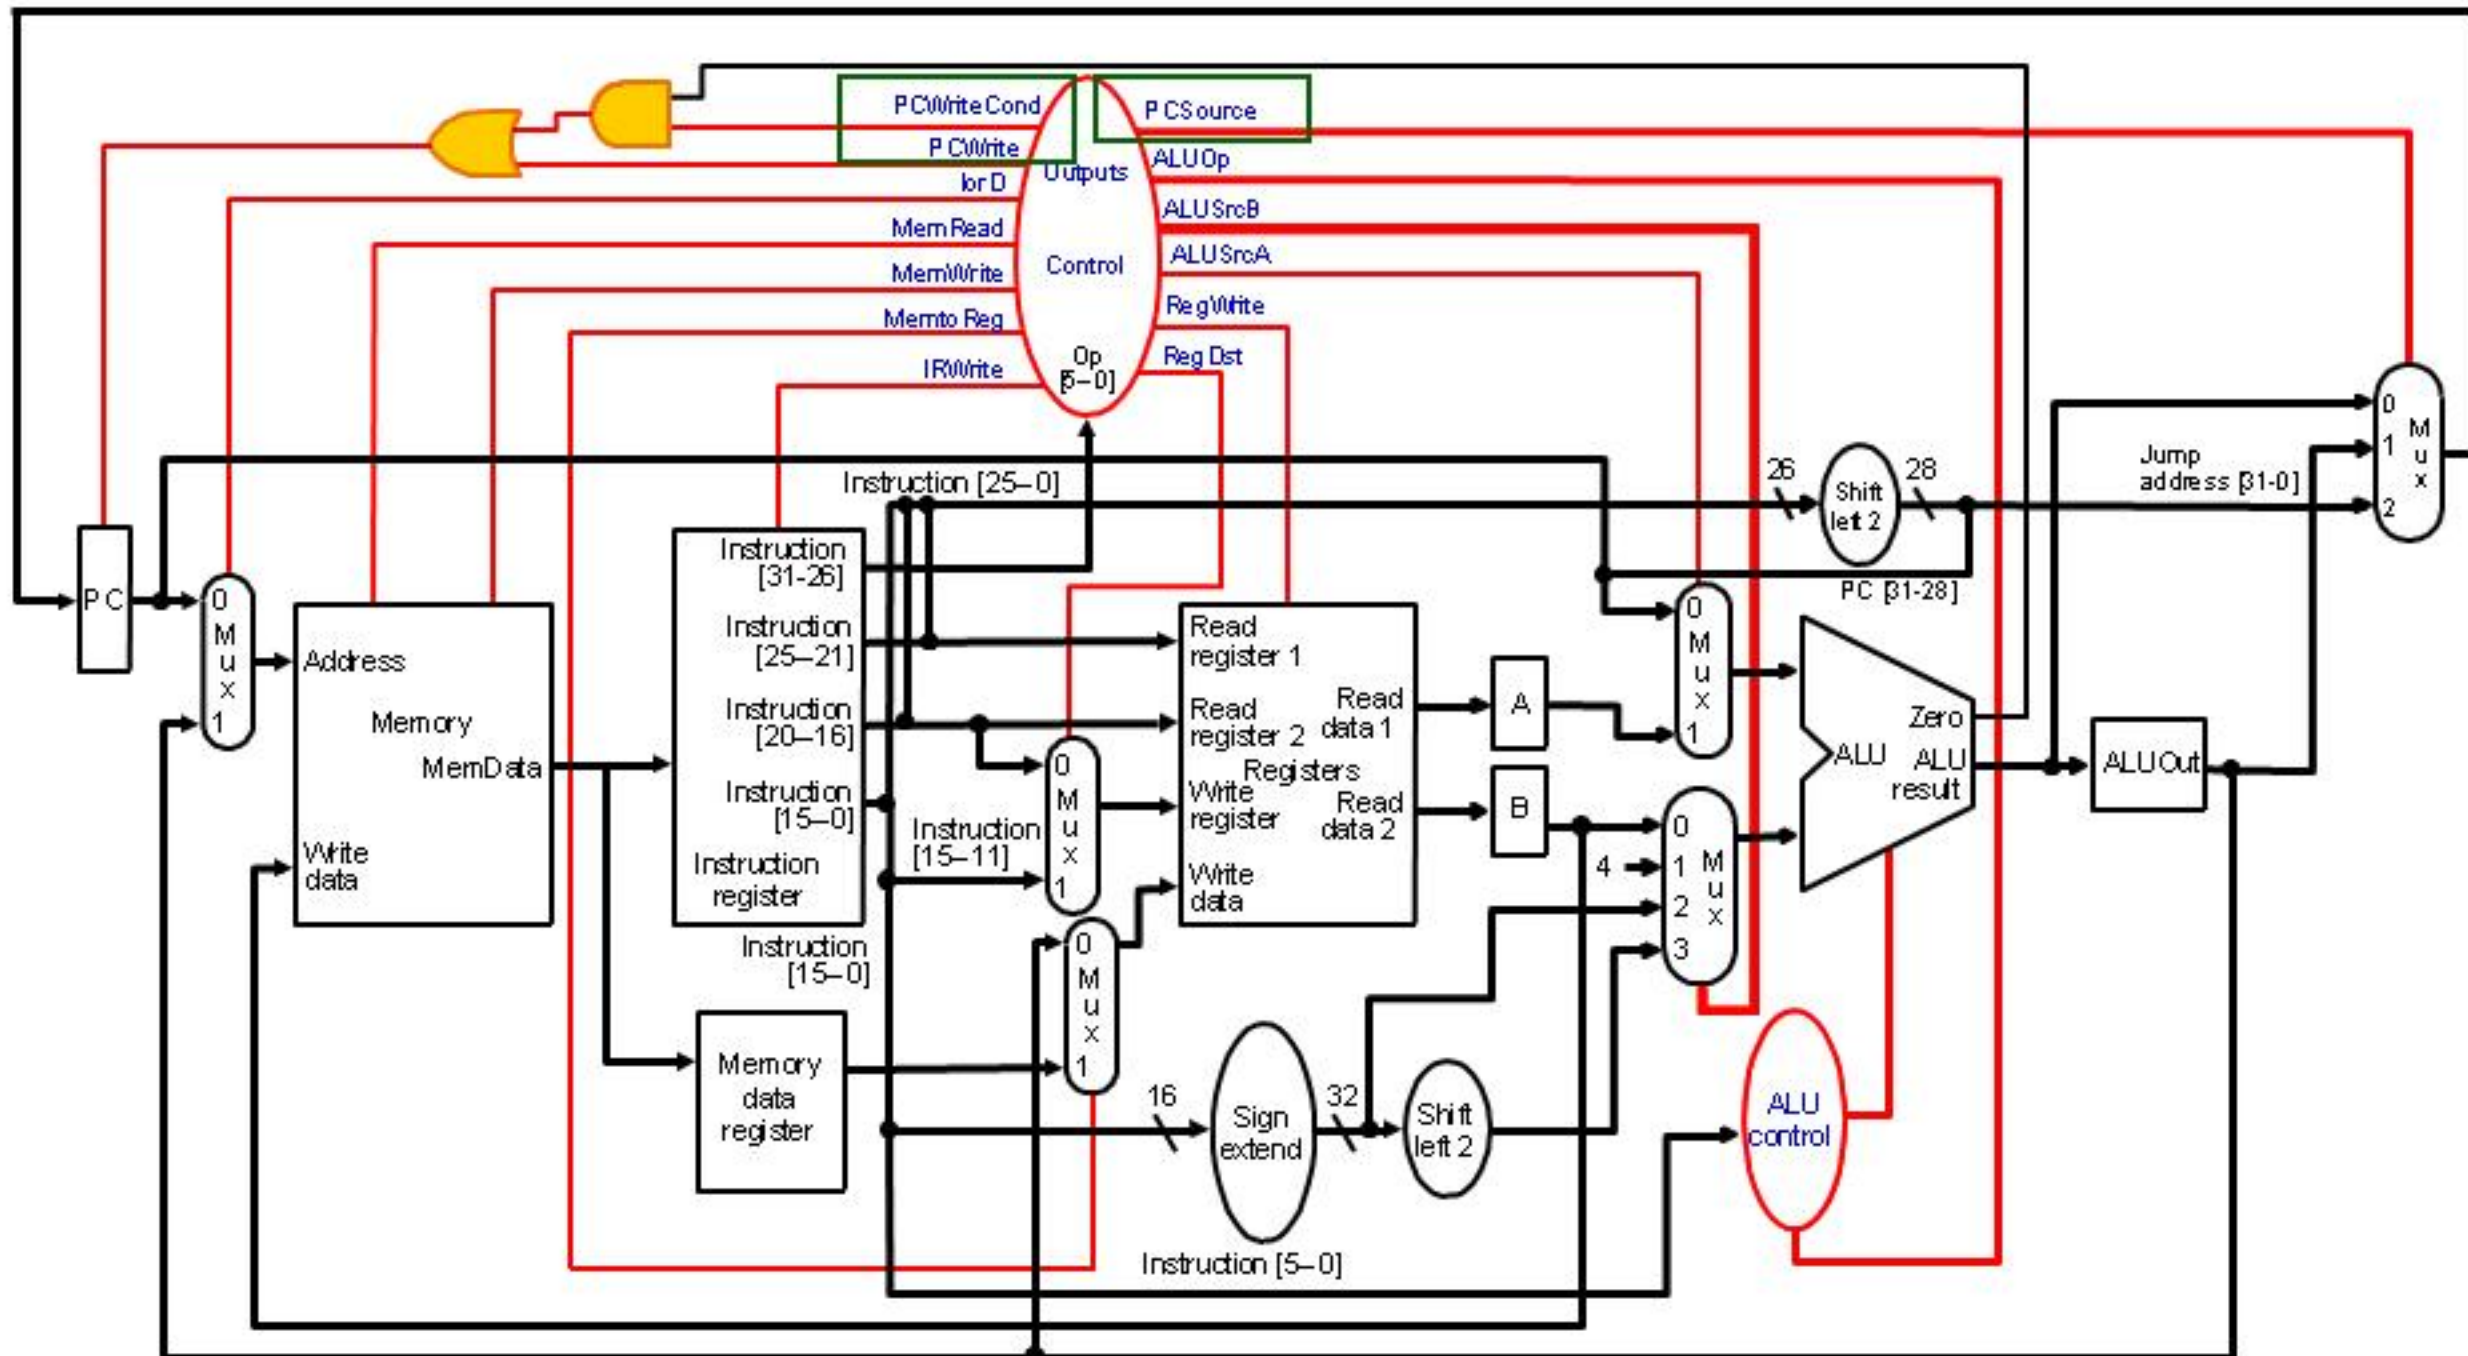 PCWriteCond
PCSource
PCWrite
ALUOp
Outputs
IorD
ALUSrcB
MemRead
ALUSrcA
Control
MemWrite
RegWrite
MemtoReg
RegDst
Op
[5–0]
IRWrite
0
M
u
x
1
2
Jump
address [31-0]
26
28
Shift
left 2
Instruction [25–0]
PC [31-28]
PC
0
M
u
x
1
Address
Memory
MemData
Write
data
Instruction
[31-26]
Instruction
[25–21]
Instruction
[20–16]
Instruction
[15–0]
Instruction
register
Instruction
[15–0]
Instruction
[15–11]
0
M
u
x
1
Read
register 1
Read
register 2
Read
data 1
Registers
Write
register
Read
data 2
Write
data
A
B
0
M
u
x
1
4
0
1
2
3
M
u
x
Zero
ALU
ALU
result
ALUOut
0
M
u
x
1
Memory
data
register
16
Sign
extend
32
Shift
left 2
ALU
control
Instruction [5–0]